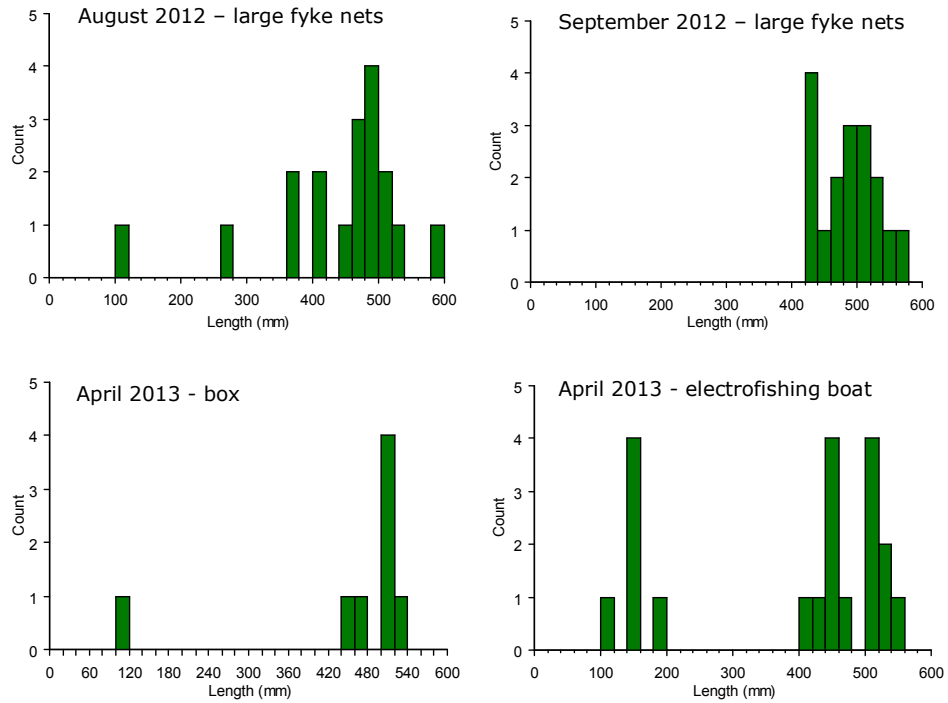 August 2012 – large fyke nets
5
4
3
2
1
0
Count
0 100 200 300 400 500 600
Length (mm)
September 2012 – large fyke nets
5
4
3
2
1
0
Count
0 100 200 300 400 500 600
Length (mm)
April 2013 - box
5
4
3
2
1
0
Count
0 60 120 180 240 300 360 420 480 540 600
Length (mm)
April 2013 - electrofishing boat
5
4
3
2
1
0
Count
0 100 200 300 400 500 600
Length (mm)